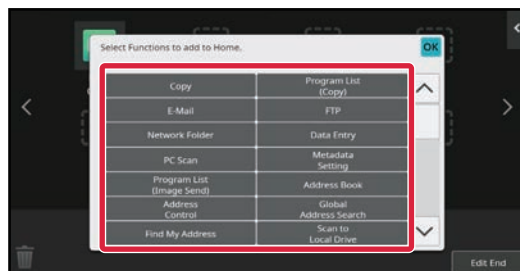 Select Functions to add to Home.
OK
Copy
Program List
(Copy)
E-Mail
FTP
Network Folder
Data Entry
PC Scan
Metadata
Setting
Program List
(Image Send)
Address Book
Address
Control
Global
Address Search
Find My Address
Scan to
Local Drive
Edit End